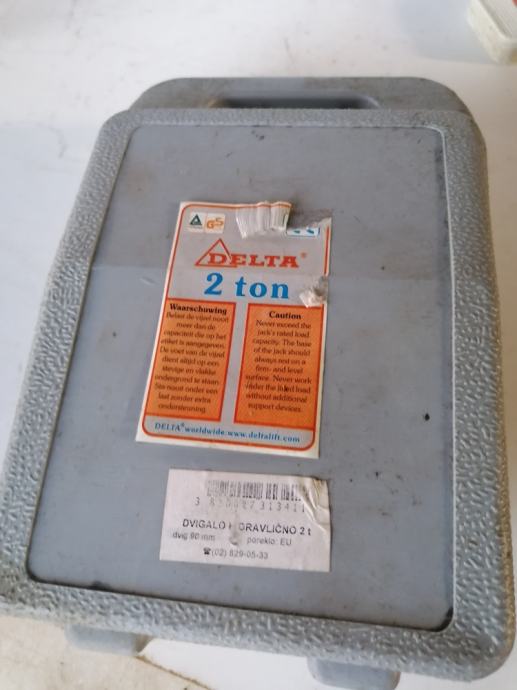 GS
DELTA®
2 ton
Waarschuwing
Belast de vijzel nooit
meer dan de
capaciteit die op het
etiket is aangegeven.
De voet van de vijzel
dient altijd op een
stevige en vlakke
ondergrond te staan.
Sta nooit onder een
last zonder extra
ondersteuning.
Caution
Never exceed the
jack's rated load
capacity. The base
of the jack should
always rest on a
firm- and level
surface. Never work
under the lifted load
without additional
support devices.
DELTA® worldwide: www.deltalift.com
DVIGALO 2 t
dvig 90 mm poreklo: EU
☎(02) 829-05-33